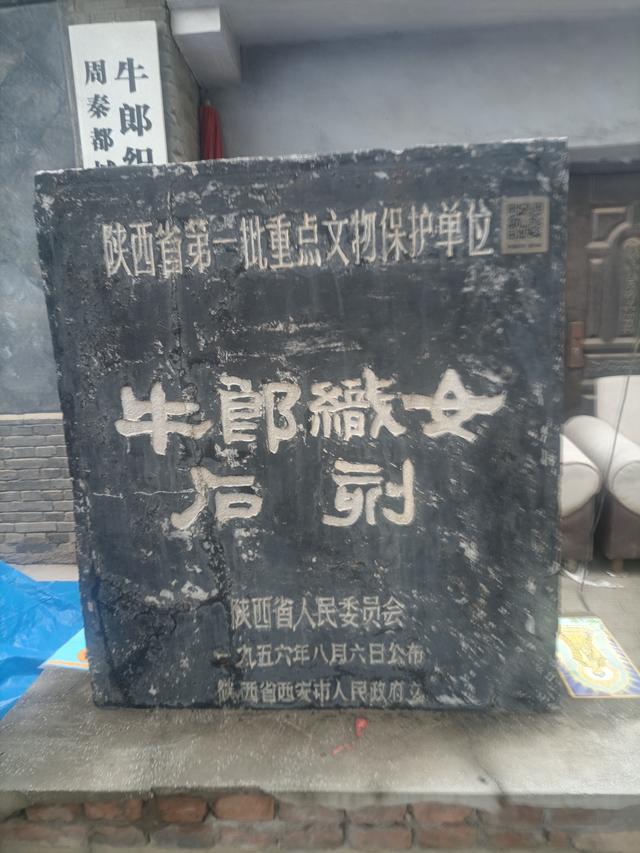 牛郎织
周秦都
陕西省第一批重点文物保护单位
牛郎織女
石刻
陕西省人民委员会
一九五六年八月六日公布
陕西省西安市人民政府立